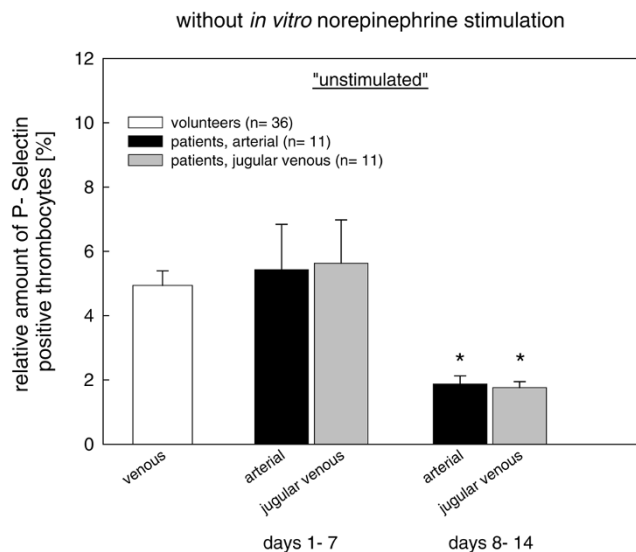 without in vitro norepinephrine stimulation
"unstimulated"
volunteers (n= 36)
patients, arterial (n= 11)
patients, jugular venous (n= 11)
relative amount of P- Selectin
positive thrombocytes [%]
12
10
8
6
4
2
0
* *
venous
arterial
jugular venous
arterial
jugular venous
days 1- 7
days 8- 14